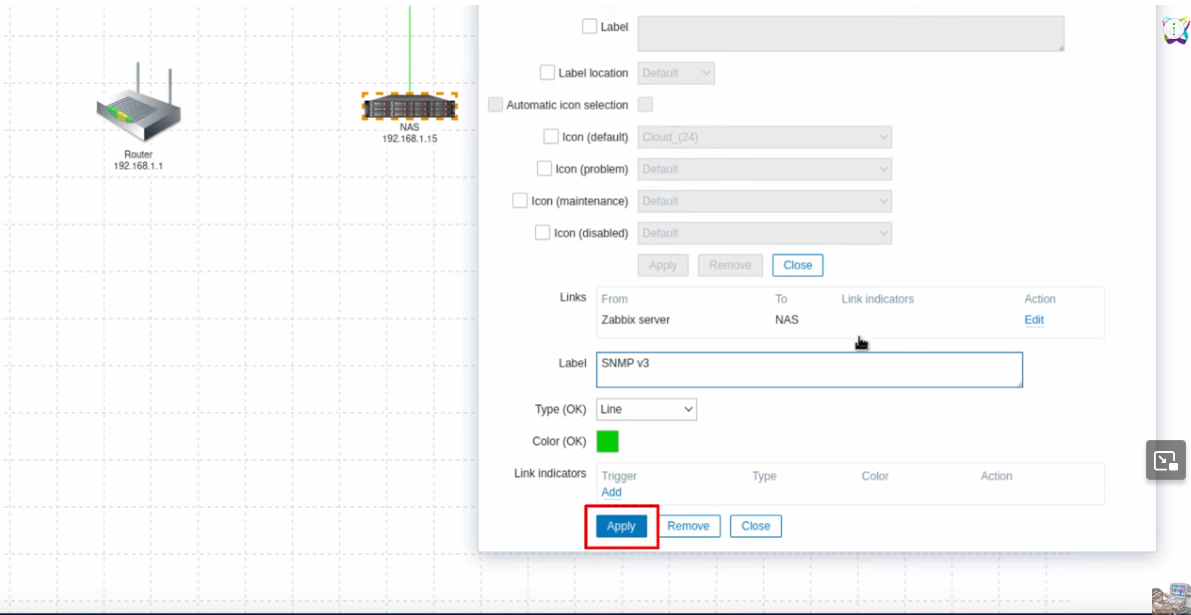 Label
Label location Default
Automatic icon selection
Icon (default) Cloud_(24)
Icon (problem) Default
Icon (maintenance) Default
Icon (disabled) Default
Apply Remove Close
NAS
192.168.1.15
Router
192.168.1.1
Links From To Link indicators Action
Zabbix server NAS Edit
Label SNMP v3
Type (OK) Line
Color (OK)
Link indicators Trigger Type Color Action
Add
Apply Remove Close